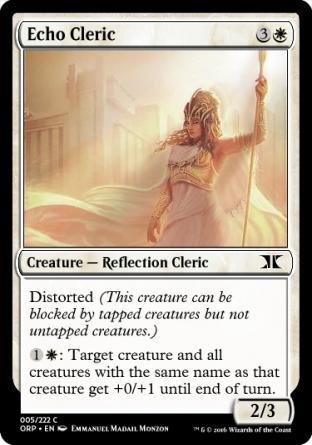 Echo Cleric 3
Creature — Reflection Cleric
Distorted (This creature can be
blocked by tapped creatures but not
untapped creatures.)
1 : Target creature and all
creatures with the same name as that
creature get +0/+1 until end of turn.
2/3
005/222 C
ORP • EN Emmanuel Madail Monzon
™ & © 2016 Wizards of the Coast